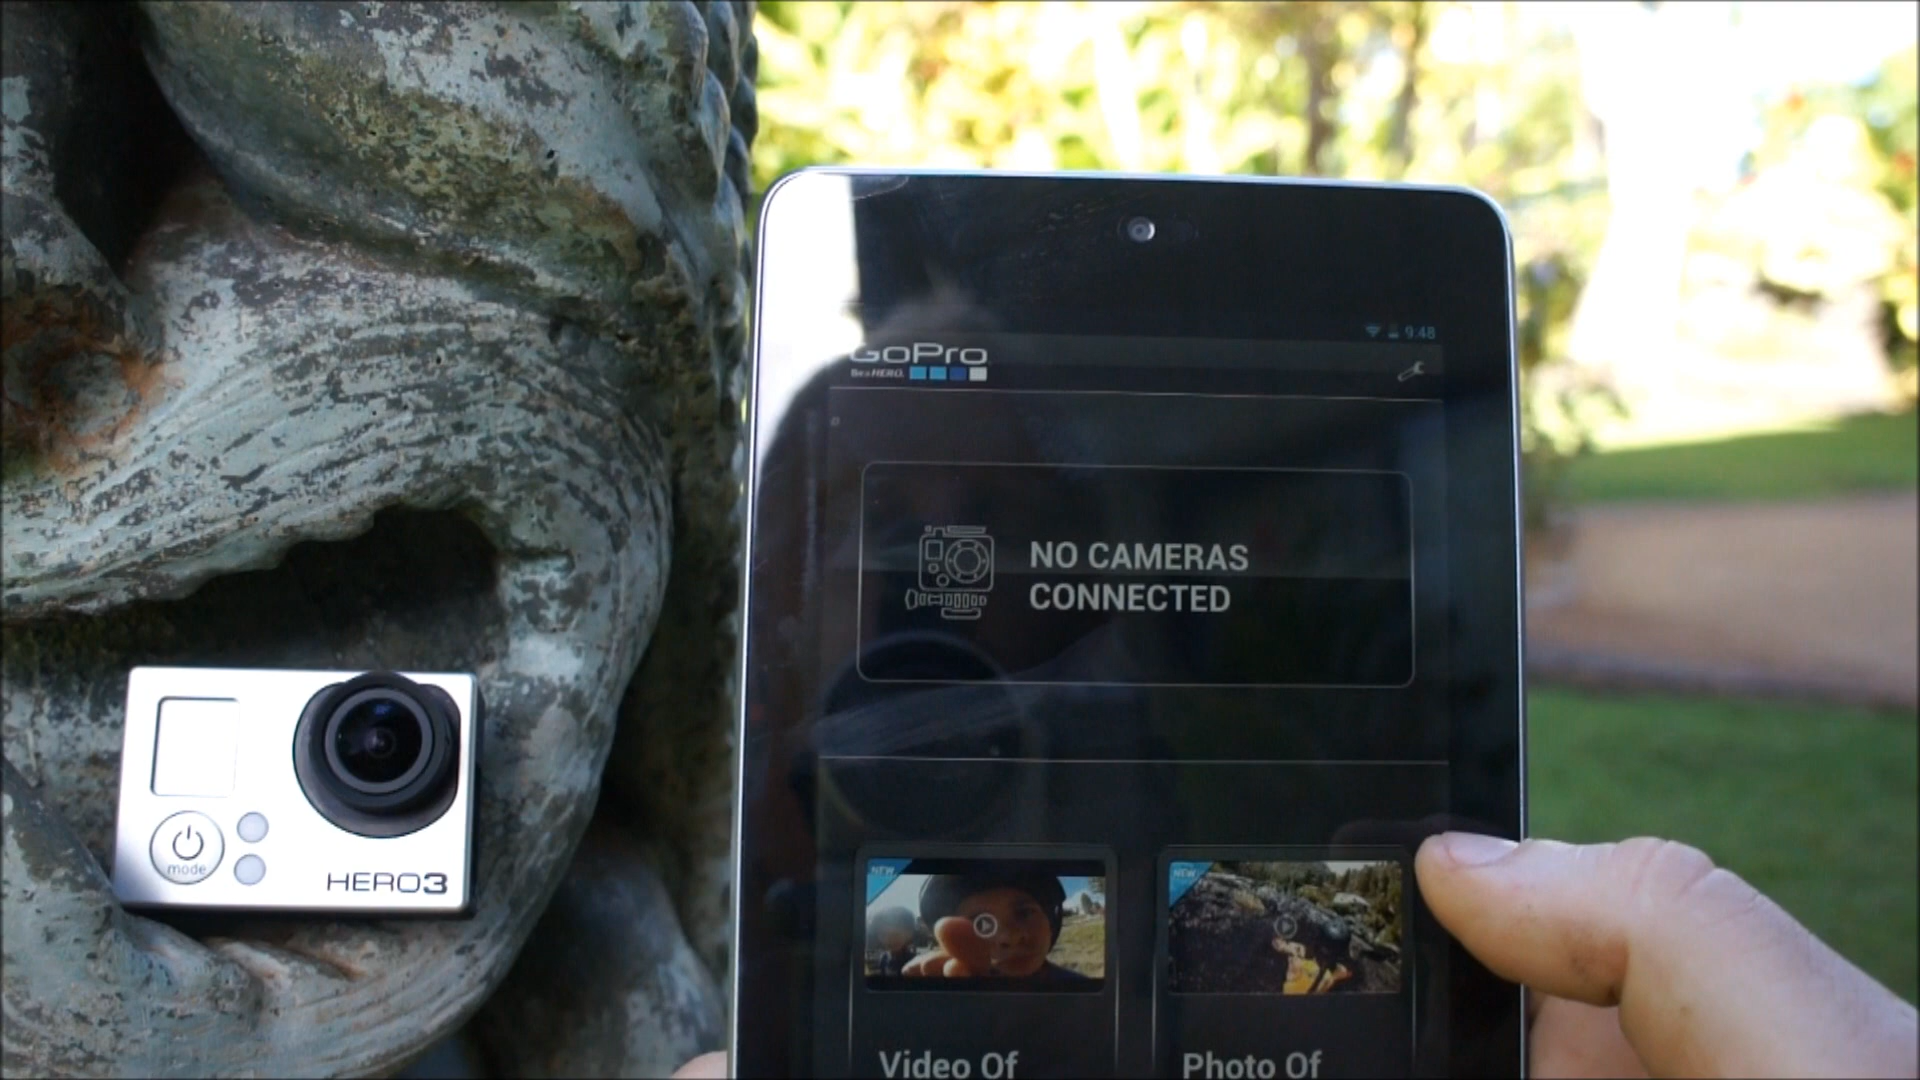 9:48
GoPro
Be a HERO.
NO CAMERAS
CONNECTED
mode
HERO3
NEW
NEW
Video Of
Photo Of